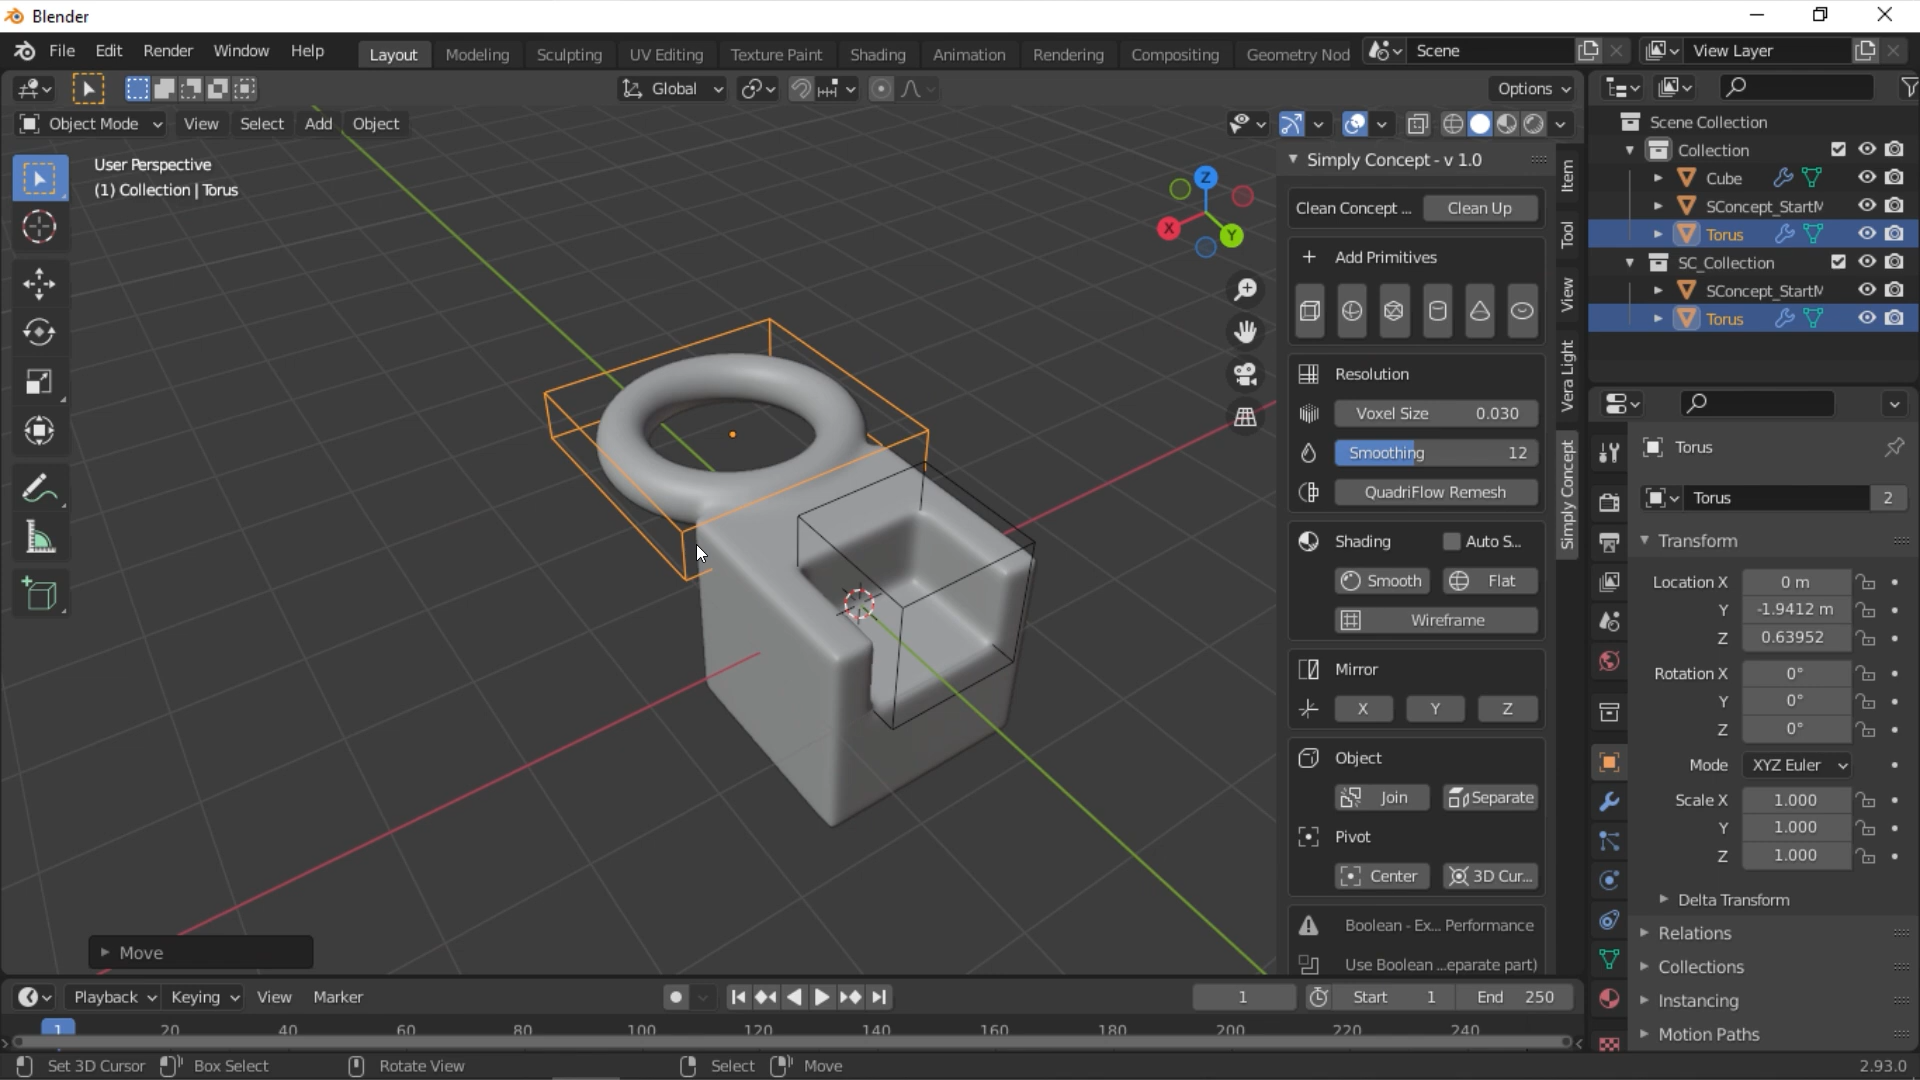 Blender
File Edit Render Window Help
Layout Modeling Sculpting UV Editing Texture Paint Shading Animation Rendering Compositing Geometry Nod
Scene View Layer
Global Options
Object Mode View Select Add Object
User Perspective
(1) Collection | Torus
Z
X
Y
Simply Concept - v 1.0
Clean Concept ... Clean Up
Add Primitives
Resolution
Voxel Size 0.030
Smoothing 12
QuadriFlow Remesh
Shading Auto S...
Smooth Flat
Wireframe
Mirror
X Y Z
Object
Join Separate
Pivot
Center 3D Cur...
Boolean - Ex... Performance
Use Boolean ...eparate part)
Item
Tool
View
Vera Light
Simply Concept
Scene Collection
Collection
Cube
SConcept_StartM
Torus
SC_Collection
SConcept_StartM
Torus
Torus
Torus 2
Transform
Location X 0 m
Y -1.9412 m
Z 0.63952
Rotation X 0°
Y 0°
Z 0°
Mode XYZ Euler
Scale X 1.000
Y 1.000
Z 1.000
Delta Transform
Relations
Collections
Instancing
Motion Paths
Move
Playback Keying View Marker
1 Start 1 End 250
1 20 40 60 80 100 120 140 160 180 200 220 240
Set 3D Cursor Box Select Rotate View Select Move 2.93.0